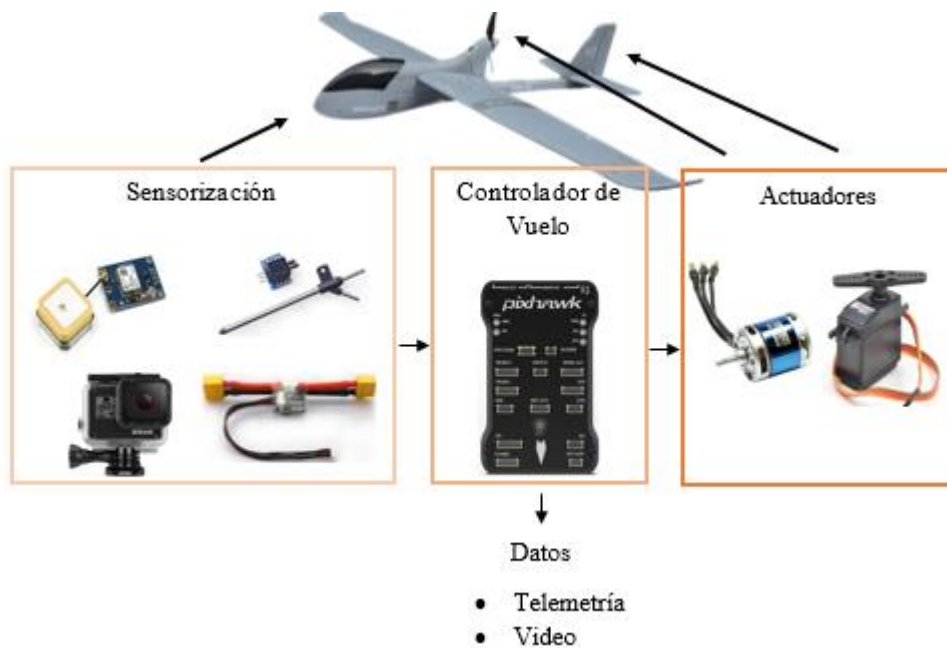 Sensorización
Controlador de
Vuelo
Actuadores
pixhawk
Datos
• Telemetría
• Video